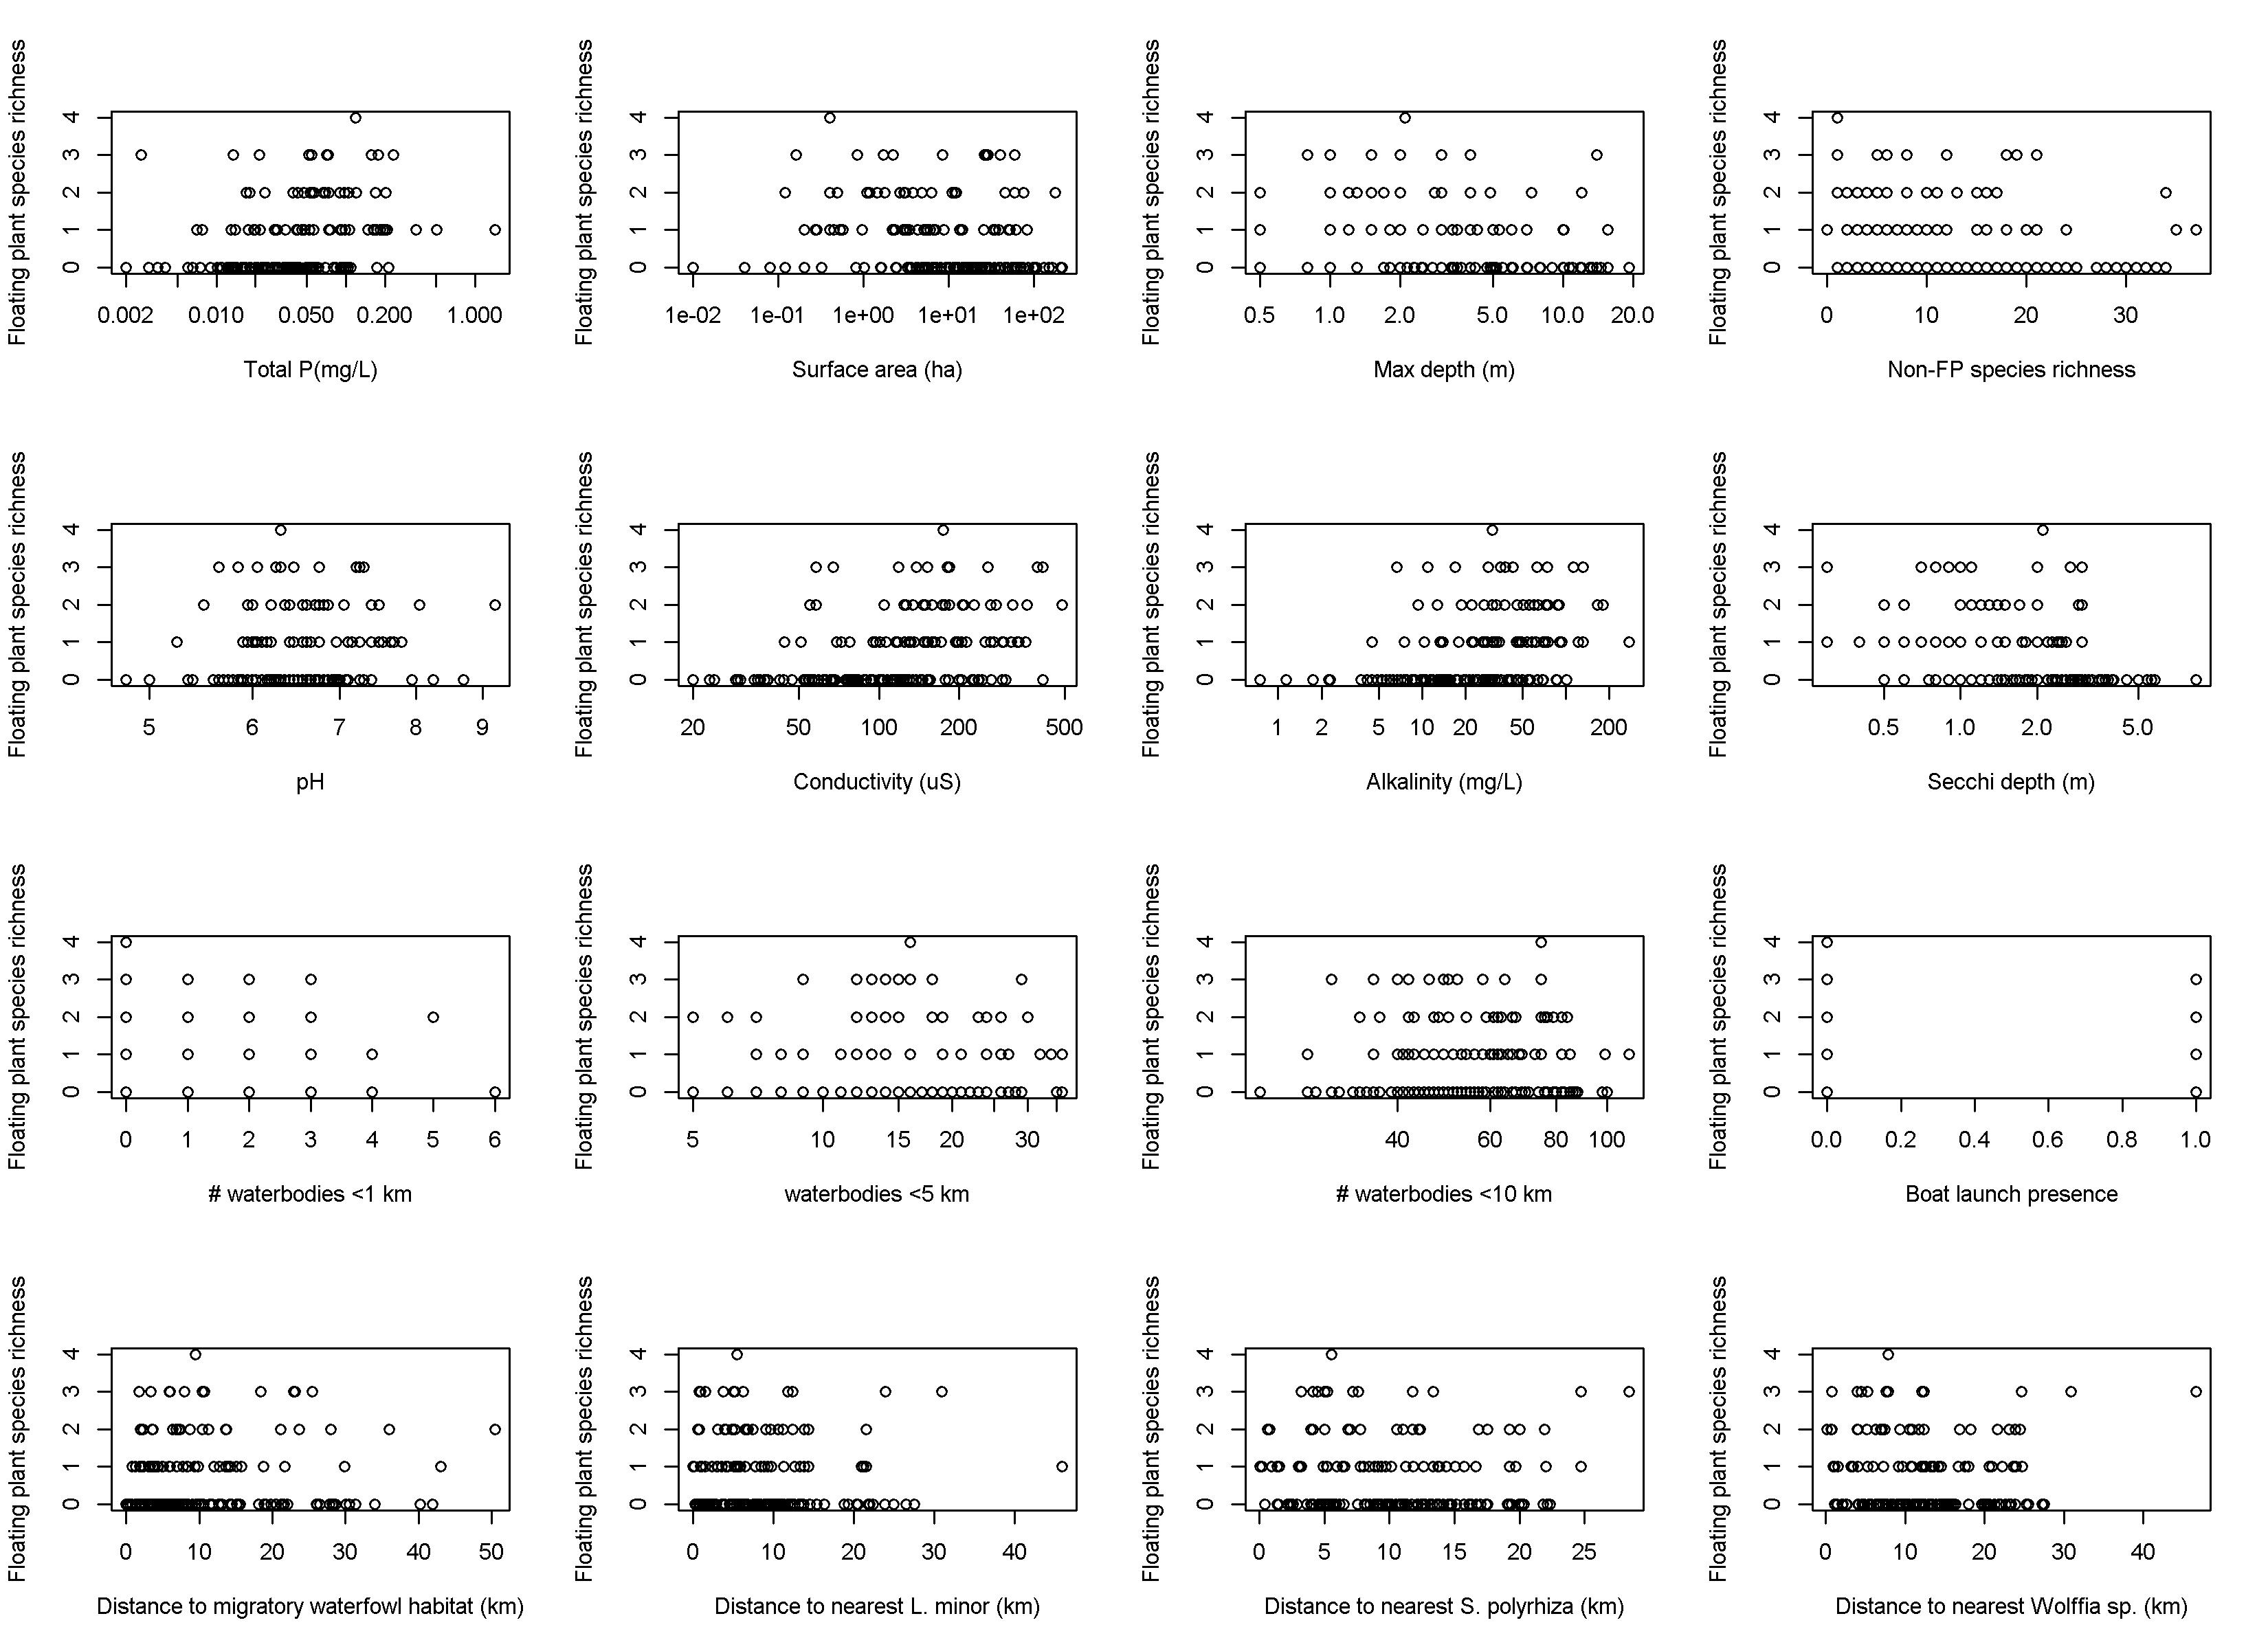 Floating plant species richness
4
3
2
1
0
0.002 0.010 0.050 0.200 1.000
Total P(mg/L)
Floating plant species richness
4
3
2
1
0
1e-02 1e-01 1e+00 1e+01 1e+02
Surface area (ha)
Floating plant species richness
4
3
2
1
0
0.5 1.0 2.0 5.0 10.0 20.0
Max depth (m)
Floating plant species richness
4
3
2
1
0
0 10 20 30
Non-FP species richness
Floating plant species richness
4
3
2
1
0
5 6 7 8 9
pH
Floating plant species richness
4
3
2
1
0
20 50 100 200 500
Conductivity (uS)
Floating plant species richness
4
3
2
1
0
1 2 5 10 20 50 200
Alkalinity (mg/L)
Floating plant species richness
4
3
2
1
0
0.5 1.0 2.0 5.0
Secchi depth (m)
Floating plant species richness
4
3
2
1
0
0 1 2 3 4 5 6
# waterbodies <1 km
Floating plant species richness
4
3
2
1
0
5 10 15 20 30
waterbodies <5 km
Floating plant species richness
4
3
2
1
0
40 60 80 100
# waterbodies <10 km
Floating plant species richness
4
3
2
1
0
0.0 0.2 0.4 0.6 0.8 1.0
Boat launch presence
Floating plant species richness
4
3
2
1
0
0 10 20 30 40 50
Distance to migratory waterfowl habitat (km)
Floating plant species richness
4
3
2
1
0
0 10 20 30 40
Distance to nearest L. minor (km)
Floating plant species richness
4
3
2
1
0
0 5 10 15 20 25
Distance to nearest S. polyrhiza (km)
Floating plant species richness
4
3
2
1
0
0 10 20 30 40
Distance to nearest Wolffia sp. (km)